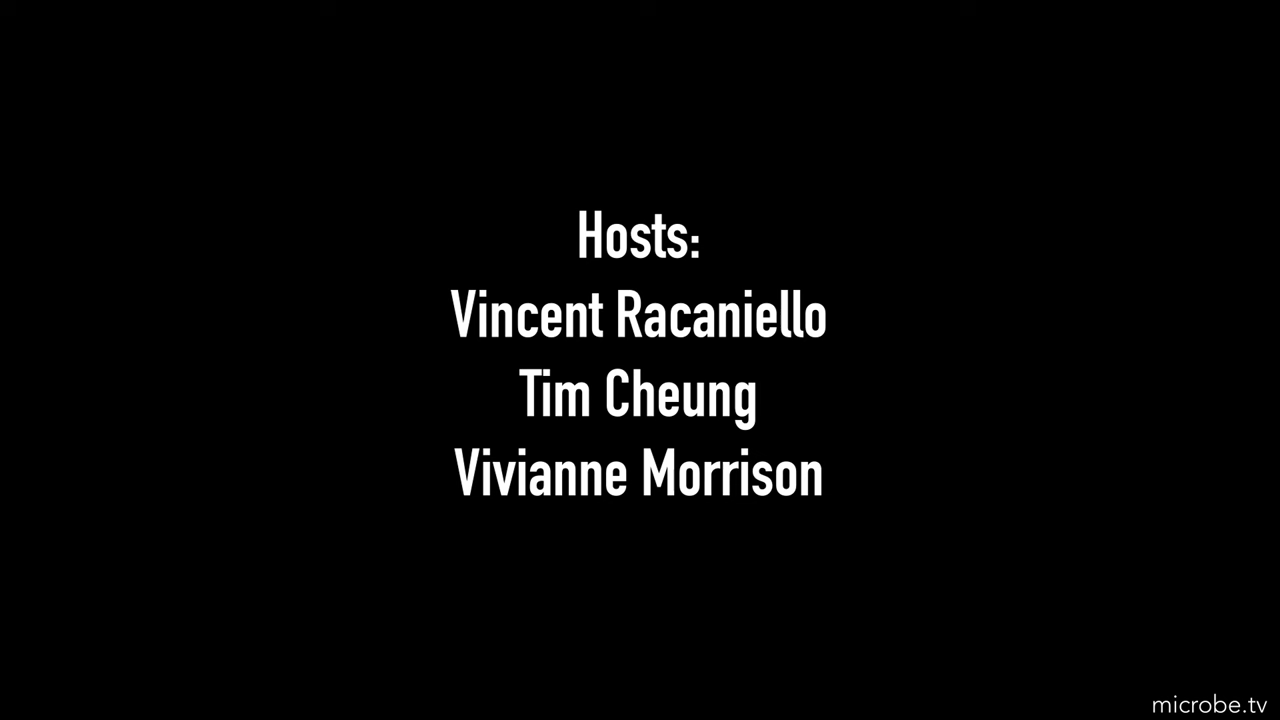 Hosts:
Vincent Racaniello
Tim Cheung
Vivianne Morrison
microbe.tv